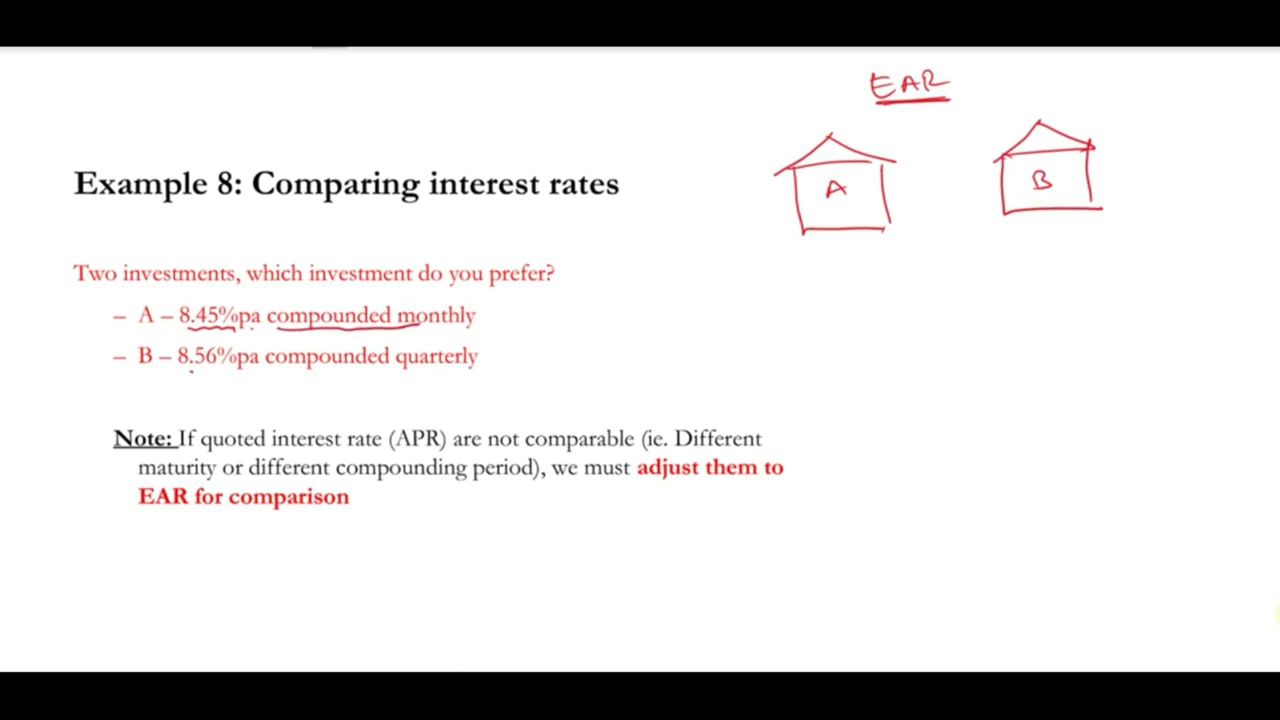 EAR
A
B
Example 8: Comparing interest rates
Two investments, which investment do you prefer?
– A – 8.45%pa compounded monthly
– B – 8.56%pa compounded quarterly
Note: If quoted interest rate (APR) are not comparable (ie. Different
maturity or different compounding period), we must adjust them to
EAR for comparison